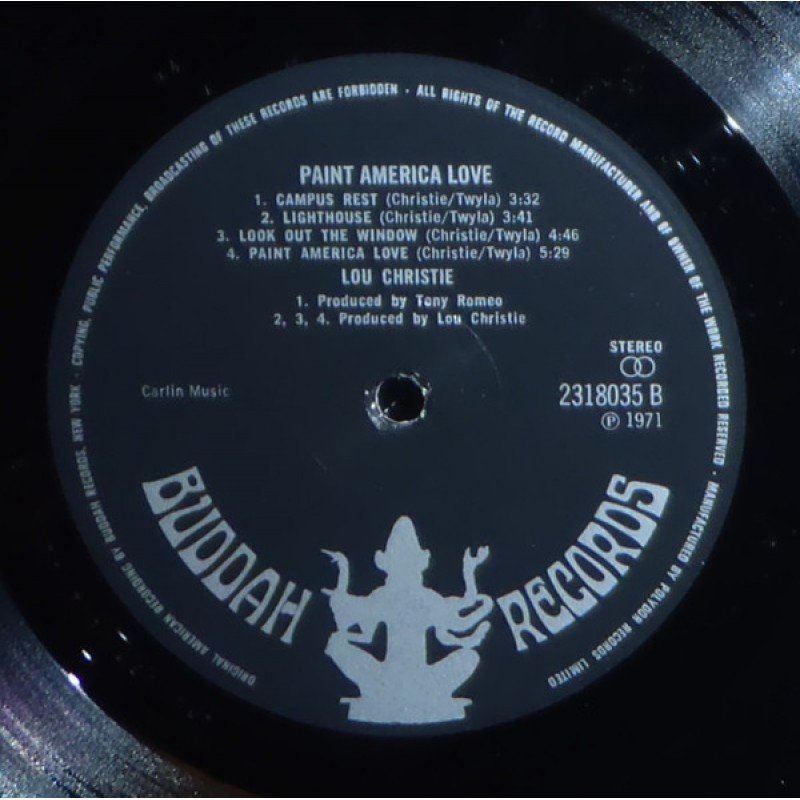 PAINT AMERICA LOVE
1. CAMPUS REST (Christie/Twyla) 3:32
2. LIGHTHOUSE (Christie/Twyla) 3:41
3. LOOK OUT THE WINDOW (Christie/Twyla) 4:46
4. PAINT AMERICA LOVE (Christie/Twyla) 5:29
LOU CHRISTIE
1. Produced by Tony Romeo
2, 3, 4. Produced by Lou Christie
STEREO
Carlin Music
2318035 B
℗ 1971
BUDDAH RECORDS
ORIGINAL AMERICAN RECORDING BY BUDDAH RECORDS, NEW YORK · COPYING, PUBLIC PERFORMANCE, BROADCASTING OF THESE RECORDS ARE FORBIDDEN · ALL RIGHTS OF THE RECORD MANUFACTURER AND OF OWNER OF THE WORK RECORDED RESERVED · MANUFACTURED BY POLYDOR RECORDS LIMITED